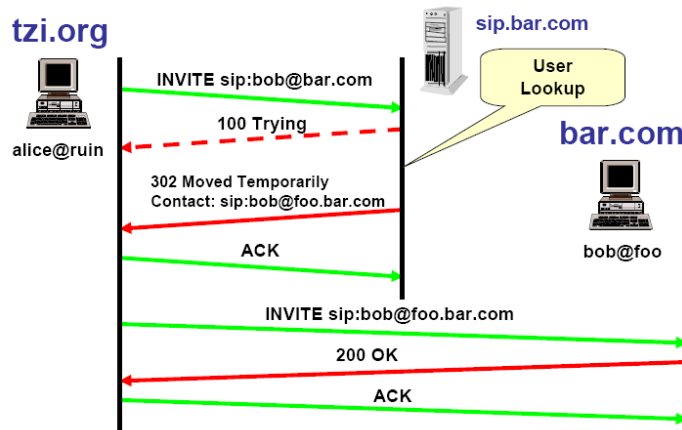 tzi.org
sip.bar.com
INVITE sip:bob@bar.com
User
Lookup
100 Trying
bar.com
alice@ruin
302 Moved Temporarily
Contact: sip:bob@foo.bar.com
bob@foo
ACK
INVITE sip:bob@foo.bar.com
200 OK
ACK